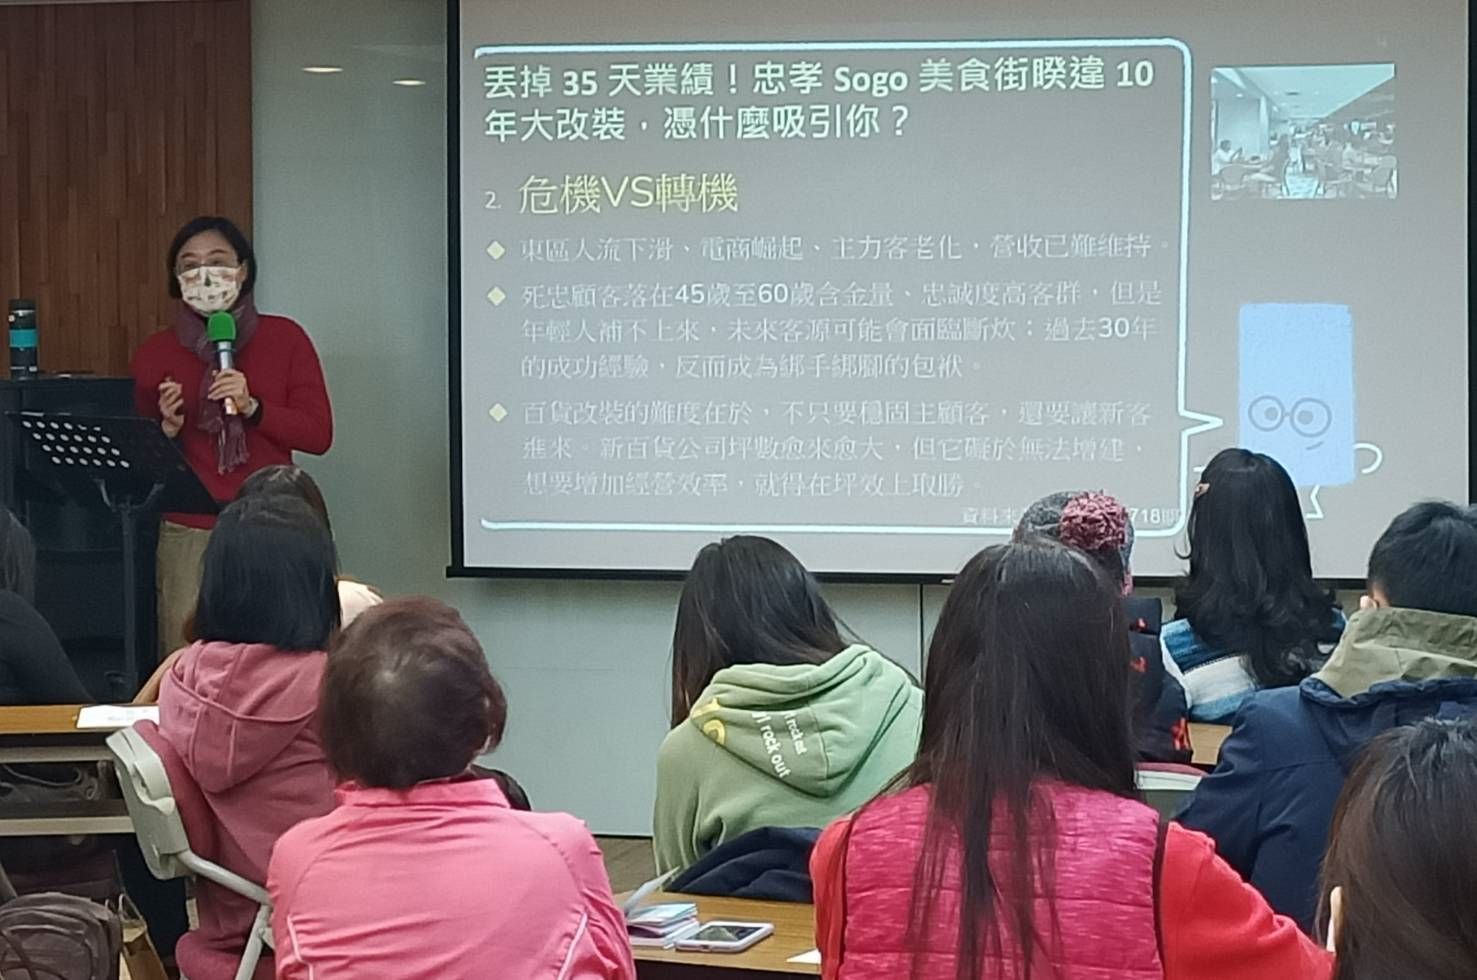 丟掉 35 天業績！忠孝 Sogo 美食街睽違 10
年大改裝，憑什麼吸引你？
2. 危機VS轉機
◆ 東區人流下滑、電商崛起、主力客老化，營收已難維持。
◆ 死忠顧客落在45歲至60歲含金量、忠誠度高客群，但是
年輕人補不上來，未來客源可能會面臨斷炊；過去30年
的成功經驗，反而成為綁手綁腳的包袱。
◆ 百貨改裝的難度在於，不只要穩固主顧客，還要讓新客
進來。新百貨公司坪數愈來愈大，但它礙於無法增建，
想要增加經營效率，就得在坪效上取勝。
資料來
718期
rock out